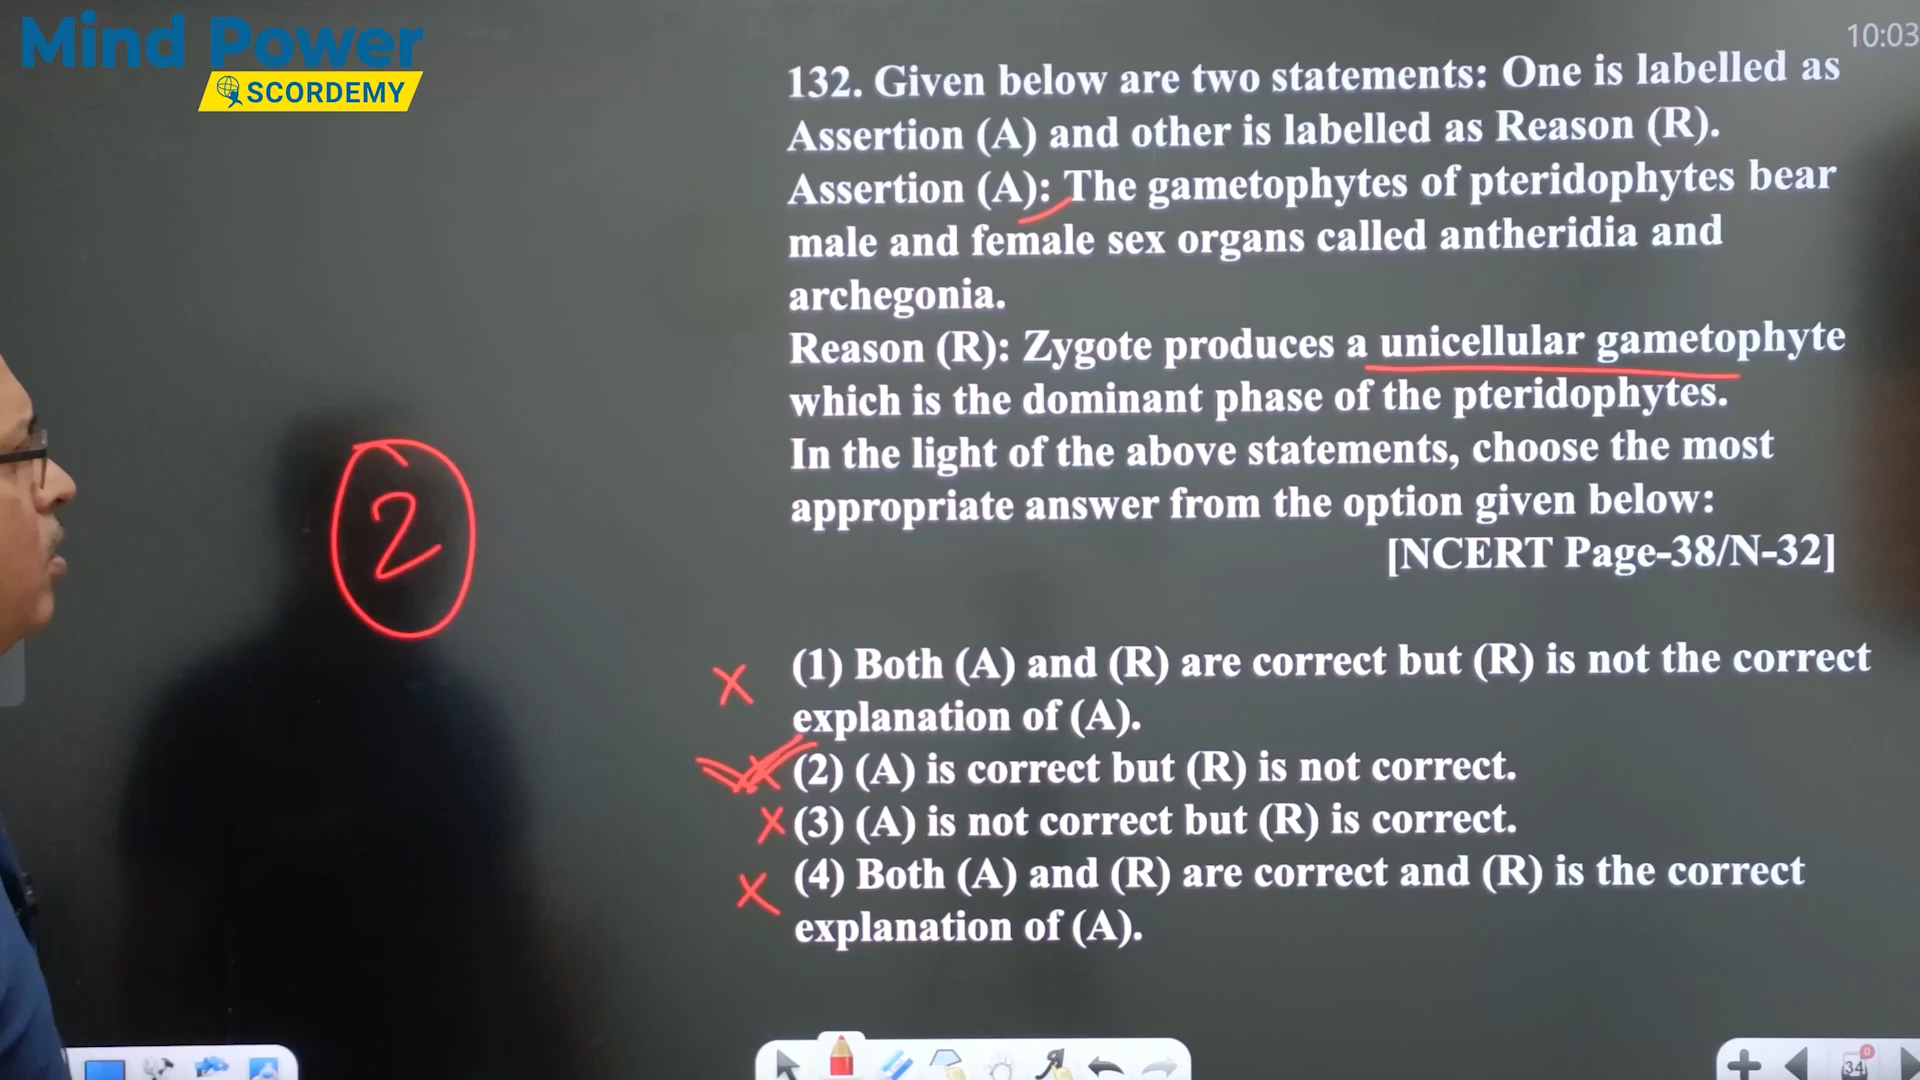 Mind Power
SCORDEMY
10:03
132. Given below are two statements: One is labelled as
Assertion (A) and other is labelled as Reason (R).
Assertion (A): The gametophytes of pteridophytes bear
male and female sex organs called antheridia and
archegonia.
Reason (R): Zygote produces a unicellular gametophyte
which is the dominant phase of the pteridophytes.
In the light of the above statements, choose the most
appropriate answer from the option given below:
[NCERT Page-38/N-32]
2
(1) Both (A) and (R) are correct but (R) is not the correct
explanation of (A).
(2) (A) is correct but (R) is not correct.
(3) (A) is not correct but (R) is correct.
(4) Both (A) and (R) are correct and (R) is the correct
explanation of (A).
34
0